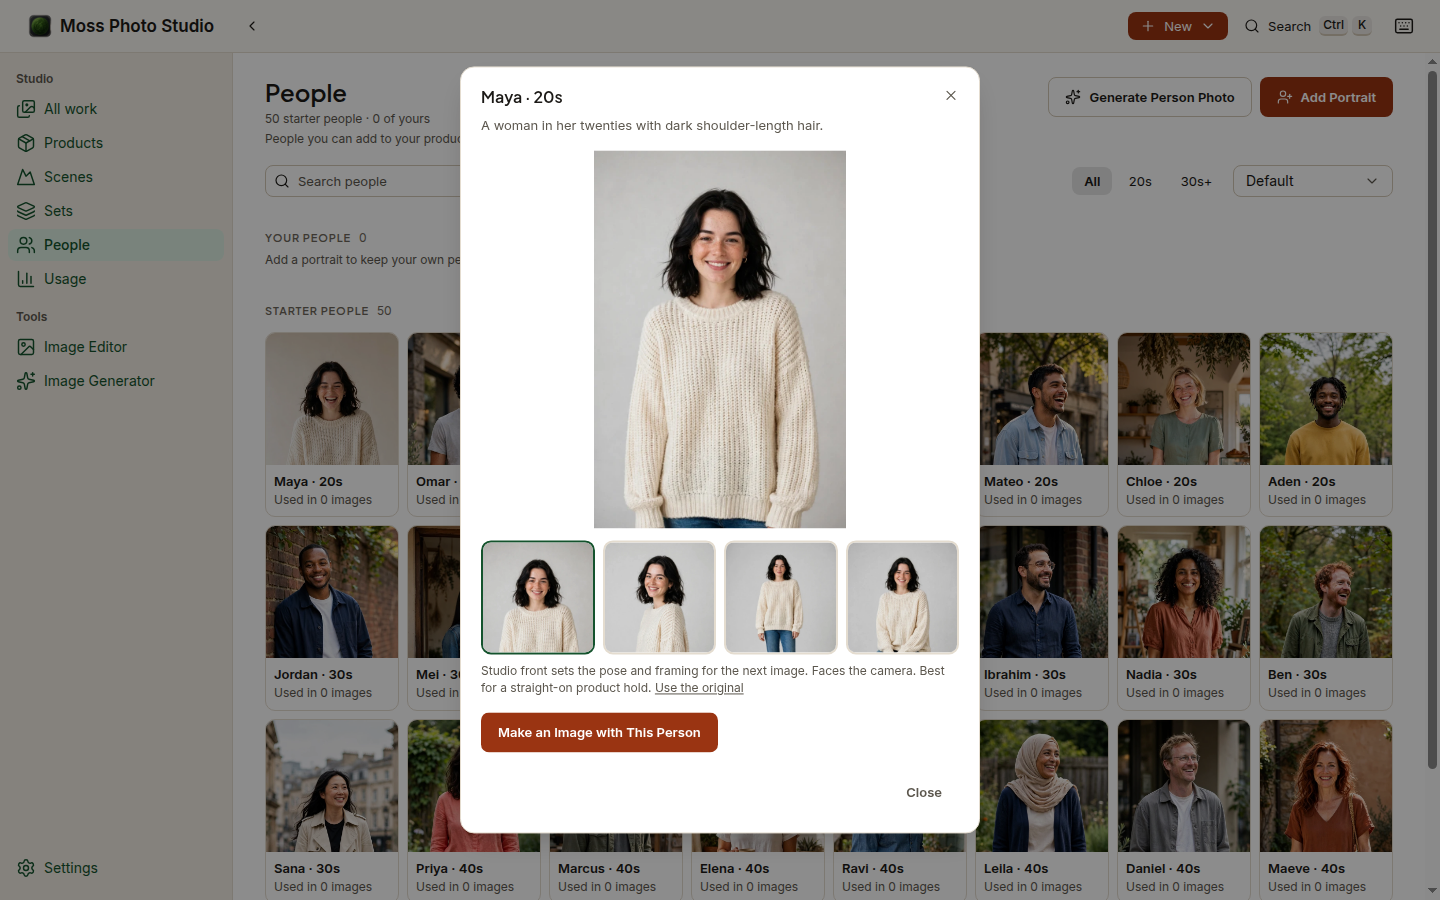 Moss Photo Studio
New
Search Ctrl K
Studio
All work
Products
Scenes
Sets
People
Usage
Tools
Image Editor
Image Generator
Settings
People
50 starter people · 0 of yours
People you can add to your produc
Generate Person Photo
Add Portrait
Search people
All 20s 30s+ Default
YOUR PEOPLE 0
Add a portrait to keep your own pe
STARTER PEOPLE 50
Maya · 20s
Used in 0 images
Omar ·
Used in
Mateo · 20s
Used in 0 images
Chloe · 20s
Used in 0 images
Aden · 20s
Used in 0 images
Jordan · 30s
Used in 0 images
Mei · 30
Used in
Ibrahim · 30s
Used in 0 images
Nadia · 30s
Used in 0 images
Ben · 30s
Used in 0 images
Sana · 30s
Used in 0 images
Priya · 40s
Used in 0 images
Marcus · 40s
Used in 0 images
Elena · 40s
Used in 0 images
Ravi · 40s
Used in 0 images
Leila · 40s
Used in 0 images
Daniel · 40s
Used in 0 images
Maeve · 40s
Used in 0 images
Maya · 20s
A woman in her twenties with dark shoulder-length hair.
Studio front sets the pose and framing for the next image. Faces the camera. Best
for a straight-on product hold. Use the original
Make an Image with This Person
Close